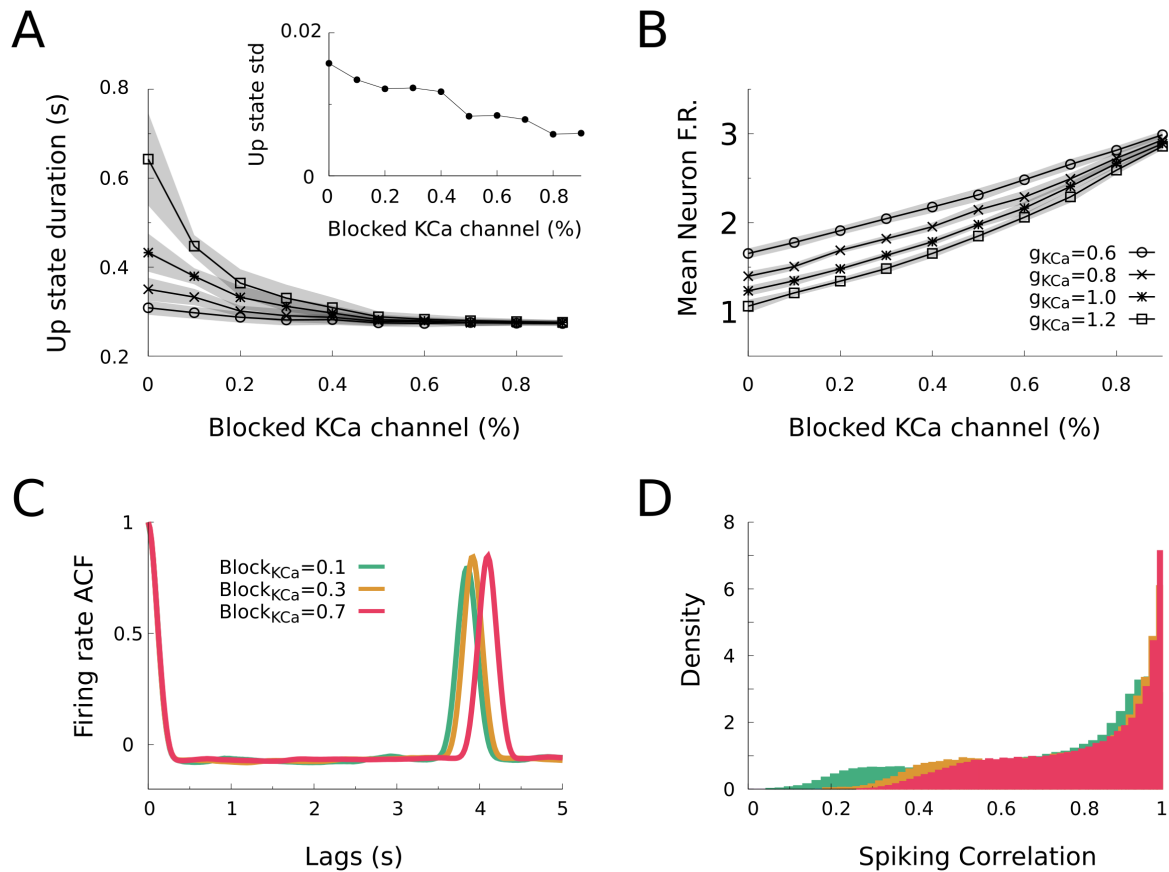 A
Up state duration (s)
0.8
0.6
0.4
0.2
0
0.2
0.4
0.6
0.8
Blocked KCa channel (%)
Up state std
0.02
0
0
0.2
0.4
0.6
0.8
Blocked KCa channel (%)
B
Mean Neuron F.R.
3
2
1
gKCa=0.6
gKCa=0.8
gKCa=1.0
gKCa=1.2
0
0.2
0.4
0.6
0.8
Blocked KCa channel (%)
C
Firing rate ACF
1
0.5
0
BlockKCa=0.1
BlockKCa=0.3
BlockKCa=0.7
0
1
2
3
4
5
Lags (s)
D
Density
8
6
4
2
0
0
0.2
0.4
0.6
0.8
1
Spiking Correlation